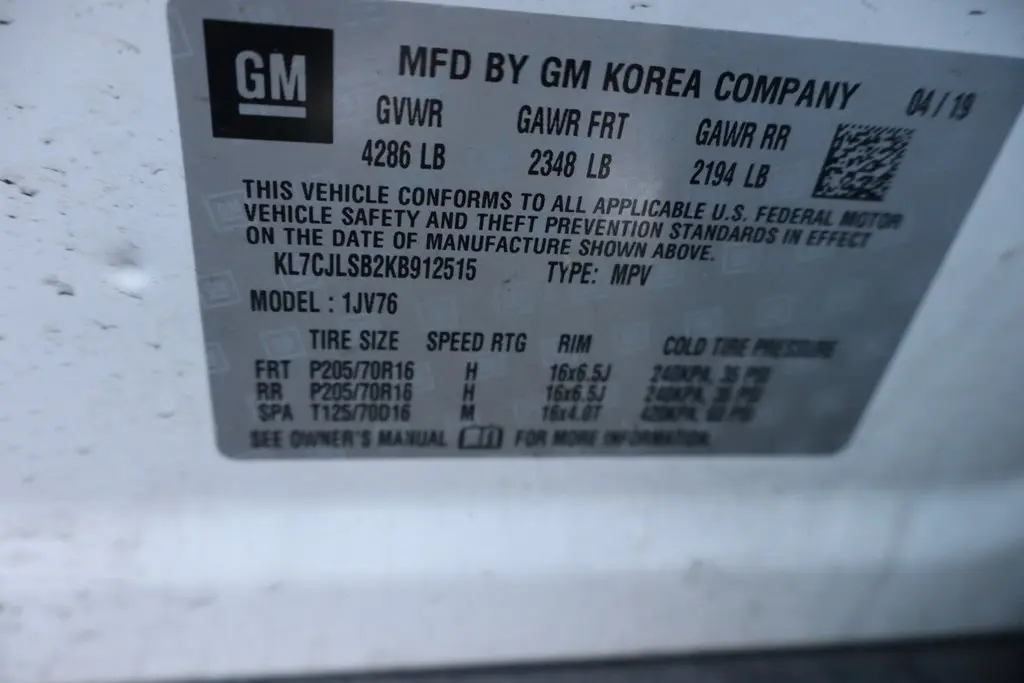 GM
MFD BY GM KOREA COMPANY 04/19
GVWR GAWR FRT GAWR RR
4286 LB 2348 LB 2194 LB
THIS VEHICLE CONFORMS TO ALL APPLICABLE U.S. FEDERAL MOTOR
VEHICLE SAFETY AND THEFT PREVENTION STANDARDS IN EFFECT
ON THE DATE OF MANUFACTURE SHOWN ABOVE.
KL7CJLSB2KB912515 TYPE: MPV
MODEL : 1JV76
TIRE SIZE SPEED RTG RIM COLD TIRE PRESSURE
FRT P205/70R16 H 16x6.5J 240KPA, 35 PSI
RR P205/70R16 H 16x6.5J 240KPA, 35 PSI
SPA T125/70D16 M 16x4.0T 420KPA, 60 PSI
SEE OWNER'S MANUAL FOR MORE INFORMATION.